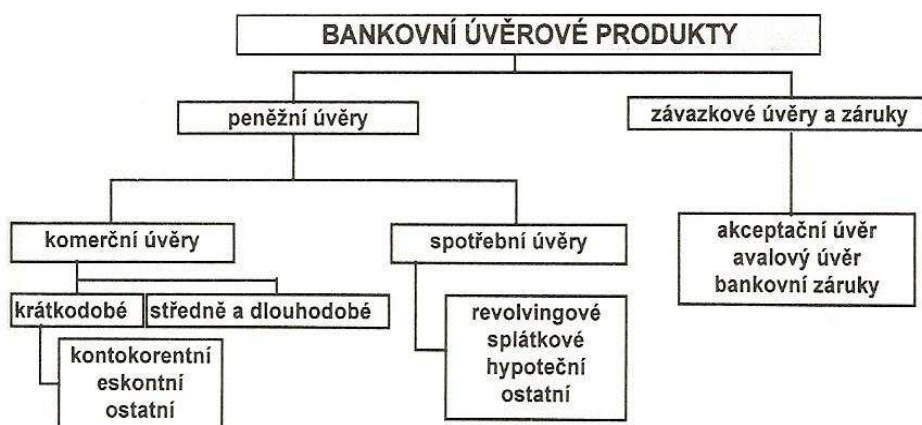 BANKOVNÍ ÚVĚROVÉ PRODUKTY
peněžní úvěry
závazkové úvěry a záruky
komerční úvěry
spotřební úvěry
akceptační úvěr
avalový úvěr
bankovní záruky
krátkodobé
středně a dlouhodobé
kontokorentní
eskontní
ostatní
revolvingové
splátkové
hypoteční
ostatní